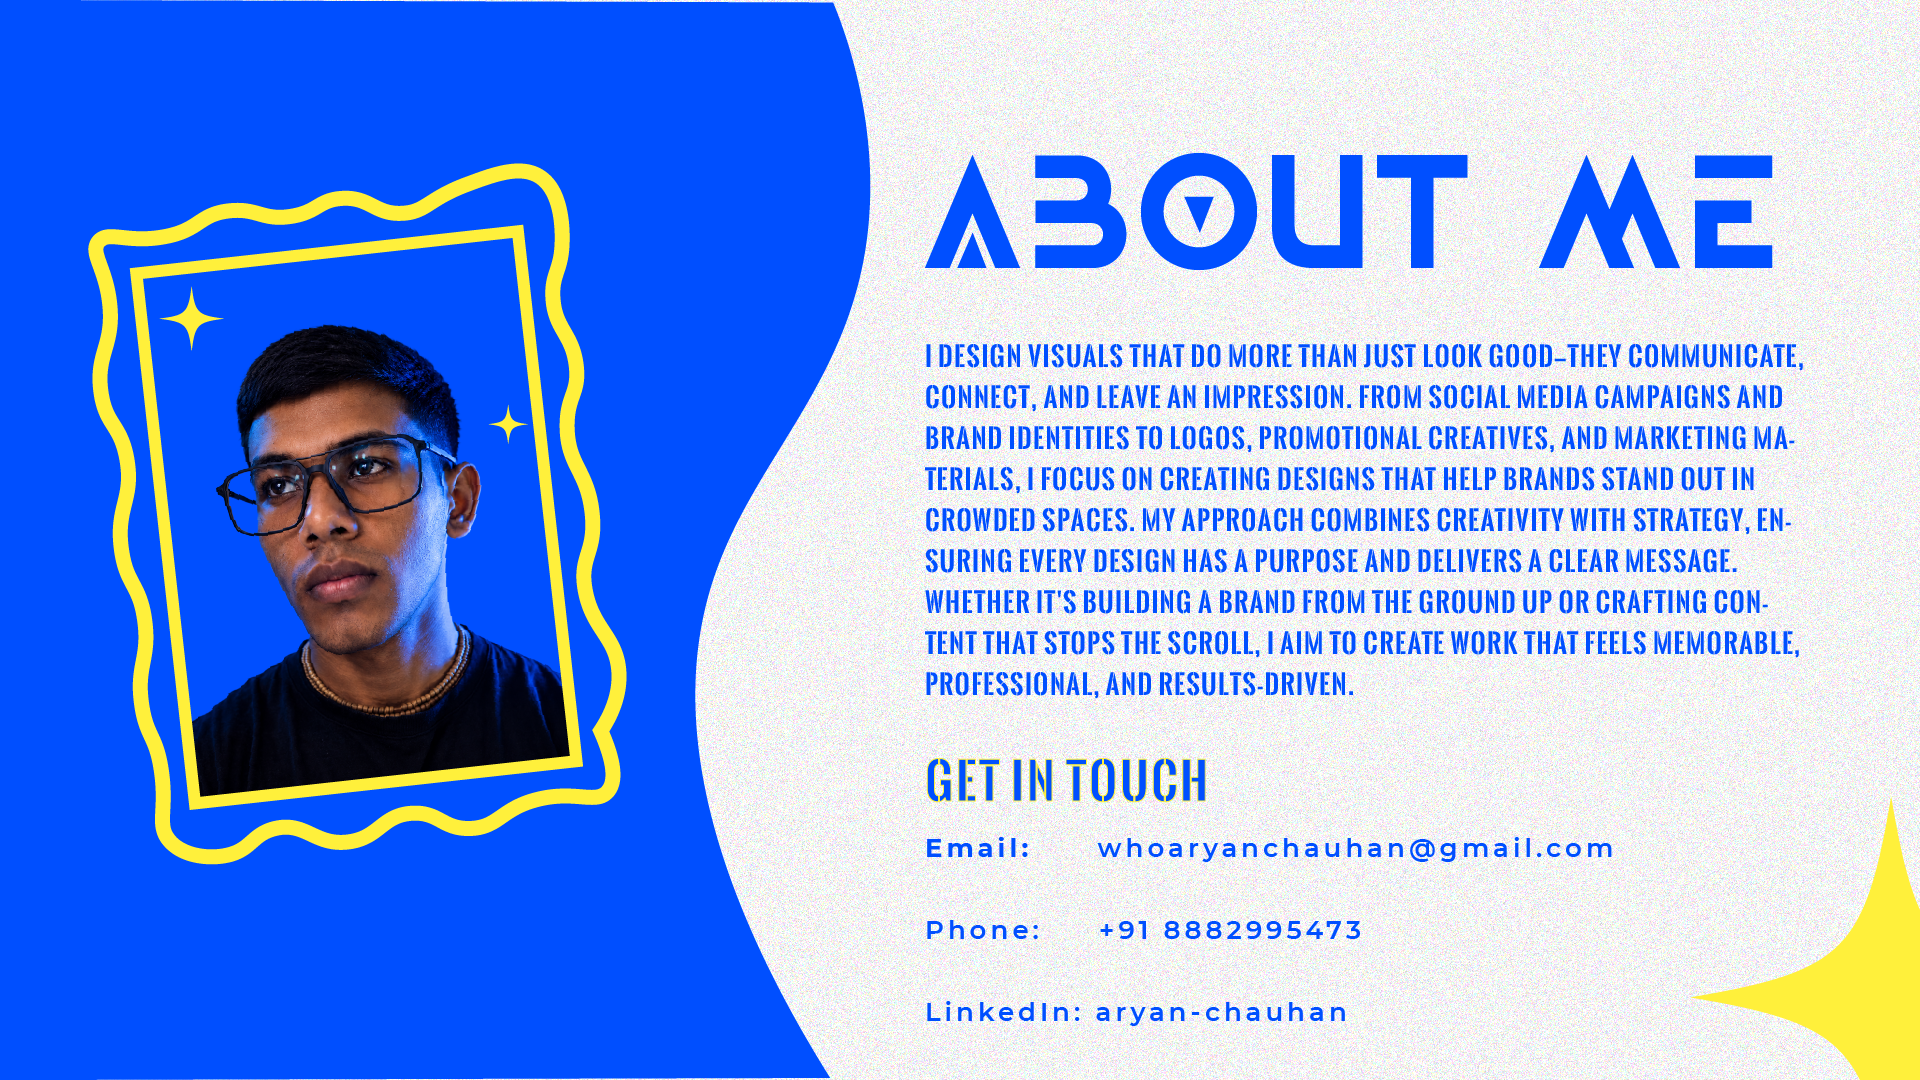 ABOUT ME
I DESIGN VISUALS THAT DO MORE THAN JUST LOOK GOOD–THEY COMMUNICATE,
CONNECT, AND LEAVE AN IMPRESSION. FROM SOCIAL MEDIA CAMPAIGNS AND
BRAND IDENTITIES TO LOGOS, PROMOTIONAL CREATIVES, AND MARKETING MA-
TERIALS, I FOCUS ON CREATING DESIGNS THAT HELP BRANDS STAND OUT IN
CROWDED SPACES. MY APPROACH COMBINES CREATIVITY WITH STRATEGY, EN-
SURING EVERY DESIGN HAS A PURPOSE AND DELIVERS A CLEAR MESSAGE.
WHETHER IT'S BUILDING A BRAND FROM THE GROUND UP OR CRAFTING CON-
TENT THAT STOPS THE SCROLL, I AIM TO CREATE WORK THAT FEELS MEMORABLE,
PROFESSIONAL, AND RESULTS-DRIVEN.
GET IN TOUCH
Email: whoaryanchauhan@gmail.com
Phone: +91 8882995473
LinkedIn: aryan-chauhan